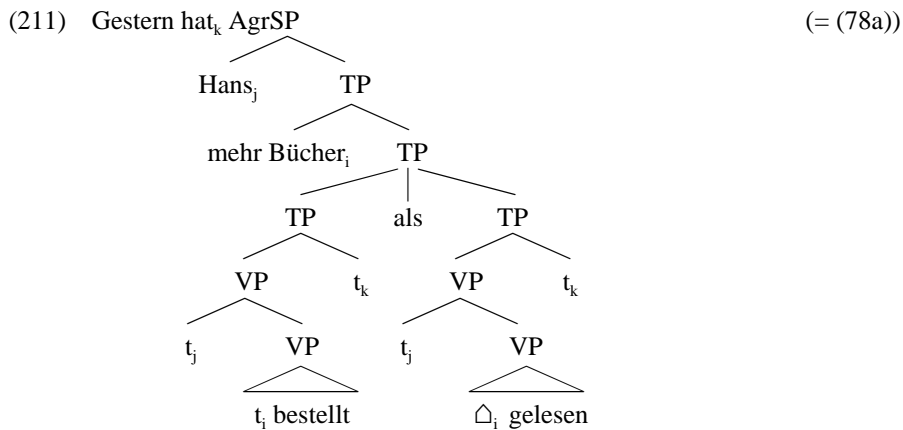 (211) Gestern hatₖ AgrSP (= (78a))
Hansⱼ TP
mehr Bücherᵢ TP
TP als TP
VP tₖ VP tₖ
tⱼ VP tⱼ VP
tᵢ bestellt ⌂ᵢ gelesen